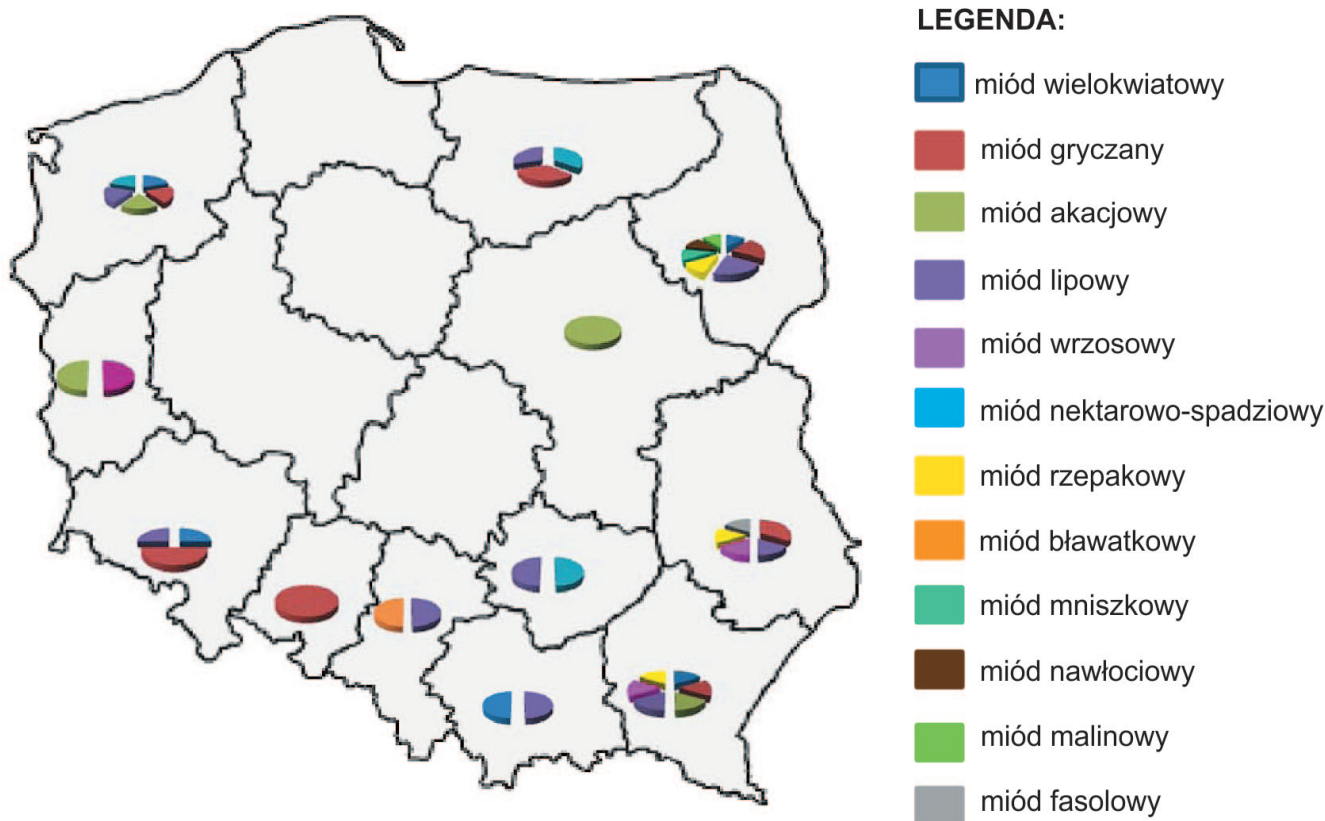 LEGENDA:
miód wielokwiatowy
miód gryczany
miód akacjowy
miód lipowy
miód wrzosowy
miód nektarowo-spadziowy
miód rzepakowy
miód bławatkowy
miód mniszkowy
miód nawłociowy
miód malinowy
miód fasolowy